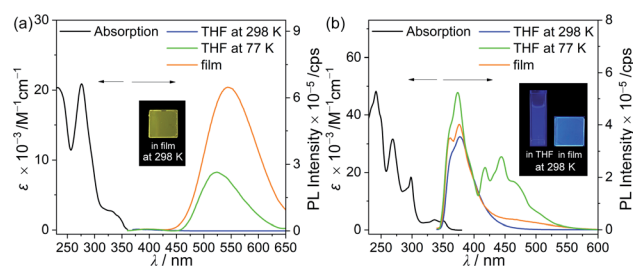 (a)
Absorption
THF at 298 K
THF at 77 K
film
in film
at 298 K
ε × 10⁻³/M⁻¹cm⁻¹
30
20
10
0
PL Intensity × 10⁻⁵ /cps
9
6
3
0
250 300 350 400 450 500 550 600 650
λ / nm
(b)
Absorption
THF at 298 K
THF at 77 K
film
in THF in film
at 298 K
ε × 10⁻³/M⁻¹cm⁻¹
80
60
40
20
0
PL Intensity × 10⁻⁵ /cps
8
6
4
2
0
250 300 350 400 450 500 550 600
λ / nm